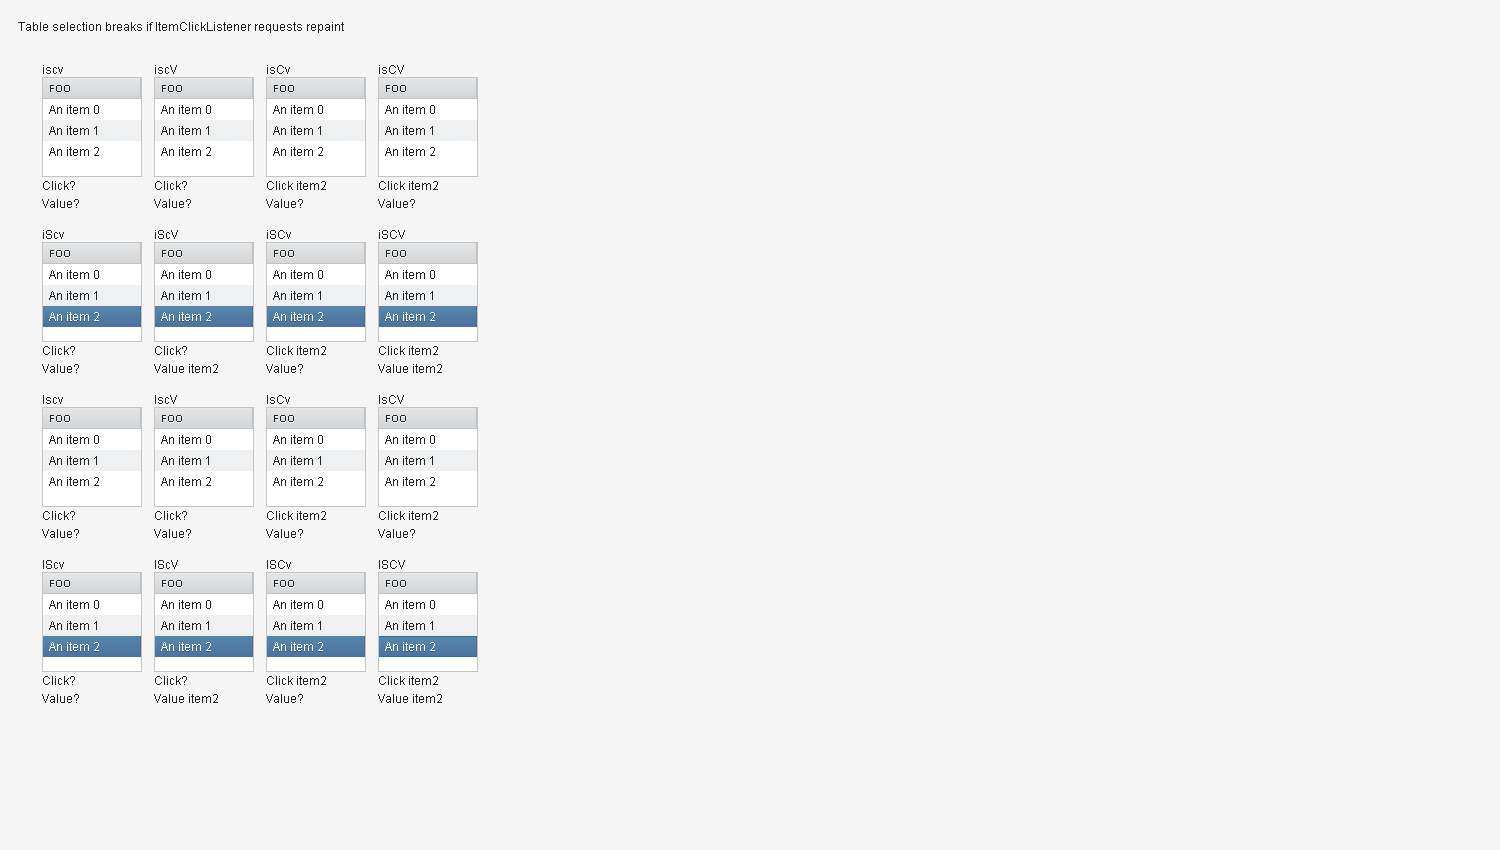 Table selection breaks if ItemClickListener requests repaint
iscv iscV isCv isCV
FOO FOO FOO FOO
An item 0 An item 0 An item 0 An item 0
An item 1 An item 1 An item 1 An item 1
An item 2 An item 2 An item 2 An item 2
Click? Click? Click item2 Click item2
Value? Value? Value? Value?
iScv iScV iSCv iSCV
FOO FOO FOO FOO
An item 0 An item 0 An item 0 An item 0
An item 1 An item 1 An item 1 An item 1
An item 2 An item 2 An item 2 An item 2
Click? Click? Click item2 Click item2
Value? Value item2 Value? Value item2
Iscv IscV IsCv IsCV
FOO FOO FOO FOO
An item 0 An item 0 An item 0 An item 0
An item 1 An item 1 An item 1 An item 1
An item 2 An item 2 An item 2 An item 2
Click? Click? Click item2 Click item2
Value? Value? Value? Value?
IScv IScV ISCv ISCV
FOO FOO FOO FOO
An item 0 An item 0 An item 0 An item 0
An item 1 An item 1 An item 1 An item 1
An item 2 An item 2 An item 2 An item 2
Click? Click? Click item2 Click item2
Value? Value item2 Value? Value item2